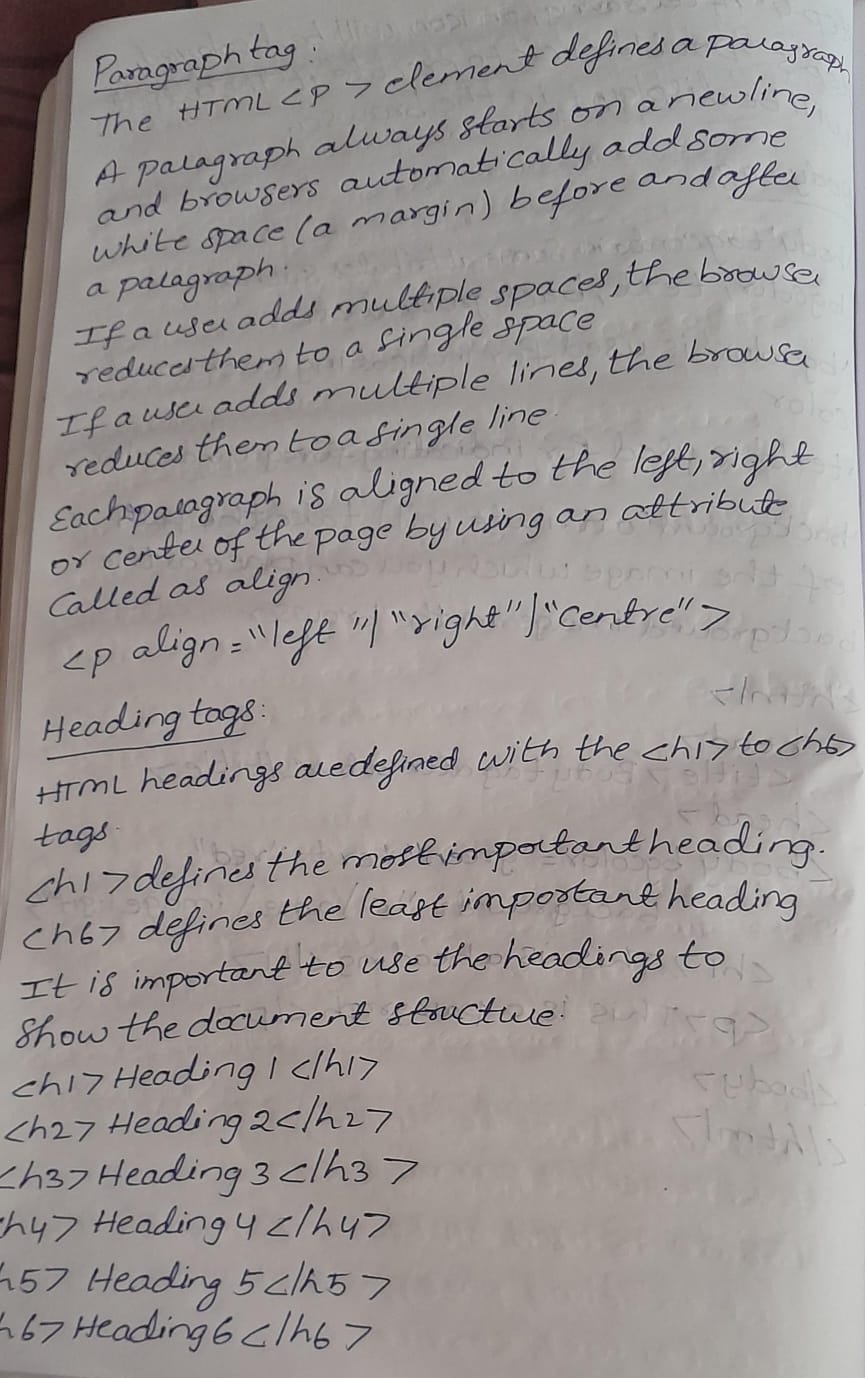 Paragraph tag:
The HTML <P> element defines a paragraph
A paragraph always starts on a newline,
and browsers automatically add some
white space (a margin) before and after
a paragraph.
If a user adds multiple spaces, the browser
reduces them to a single space
If a user adds multiple lines, the browser
reduces them to a single line.
Each paragraph is aligned to the left, right
or center of the page by using an attribute
Called as align.
<p align="left"|"right"|"Centre">
Heading tags:
HTML headings are defined with the <h1> to <h6>
tags.
<h1> defines the most important heading.
<h6> defines the least important heading
It is important to use the headings to
Show the document structure.
<h1> Heading 1 </h1>
<h2> Heading 2 </h2>
<h3> Heading 3 </h3>
h4> Heading 4 </h4>
h5> Heading 5 </h5>
h6> Heading 6 </h6>